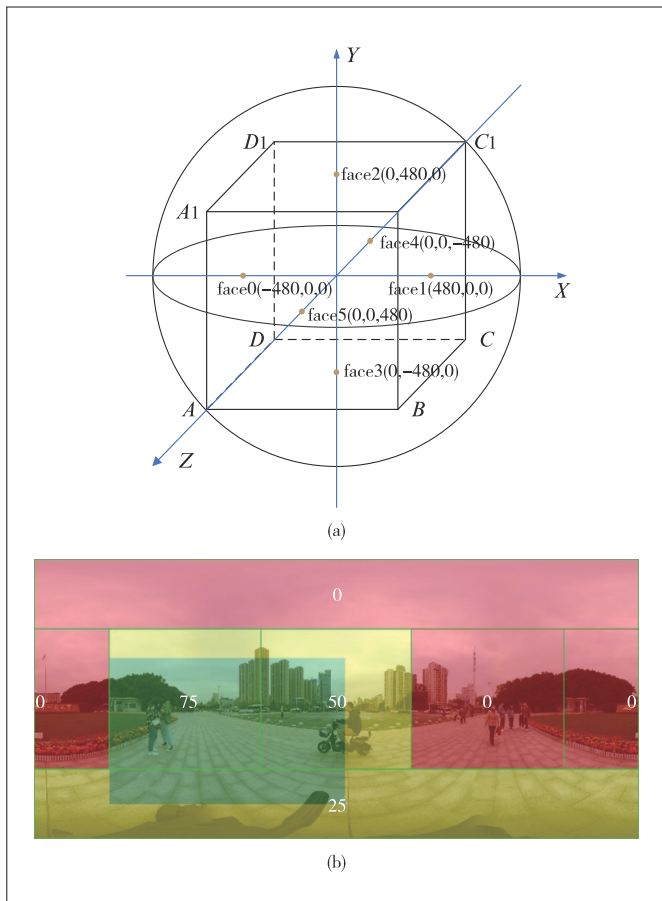 Y
D1
C1
face2(0,480,0)
A1
face4(0,0,−480)
face0(−480,0,0)
face1(480,0,0)
X
face5(0,0,480)
D
C
face3(0,−480,0)
A
B
Z
(a)
0
0 75 50 0 0
25
(b)